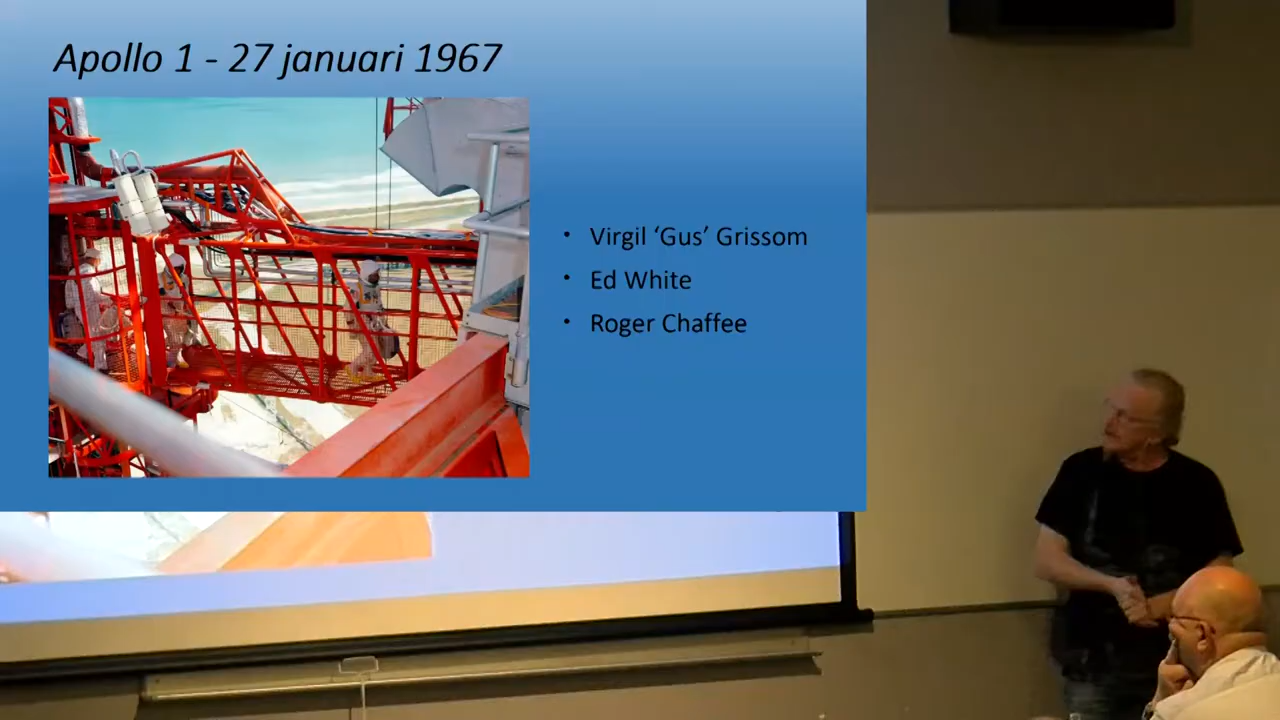 Apollo 1 - 27 januari 1967
• Virgil ‘Gus’ Grissom
• Ed White
• Roger Chaffee